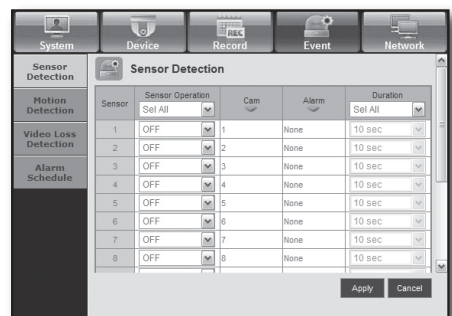 REC
System Device Record Event Network
Sensor Detection
Motion Detection
Video Loss Detection
Alarm Schedule
Sensor Detection
Sensor Sensor Operation Cam Alarm Duration
Sel All Sel All
1 OFF 1 None 10 sec
2 OFF 2 None 10 sec
3 OFF 3 None 10 sec
4 OFF 4 None 10 sec
5 OFF 5 None 10 sec
6 OFF 6 None 10 sec
7 OFF 7 None 10 sec
8 OFF 8 None 10 sec
Apply Cancel